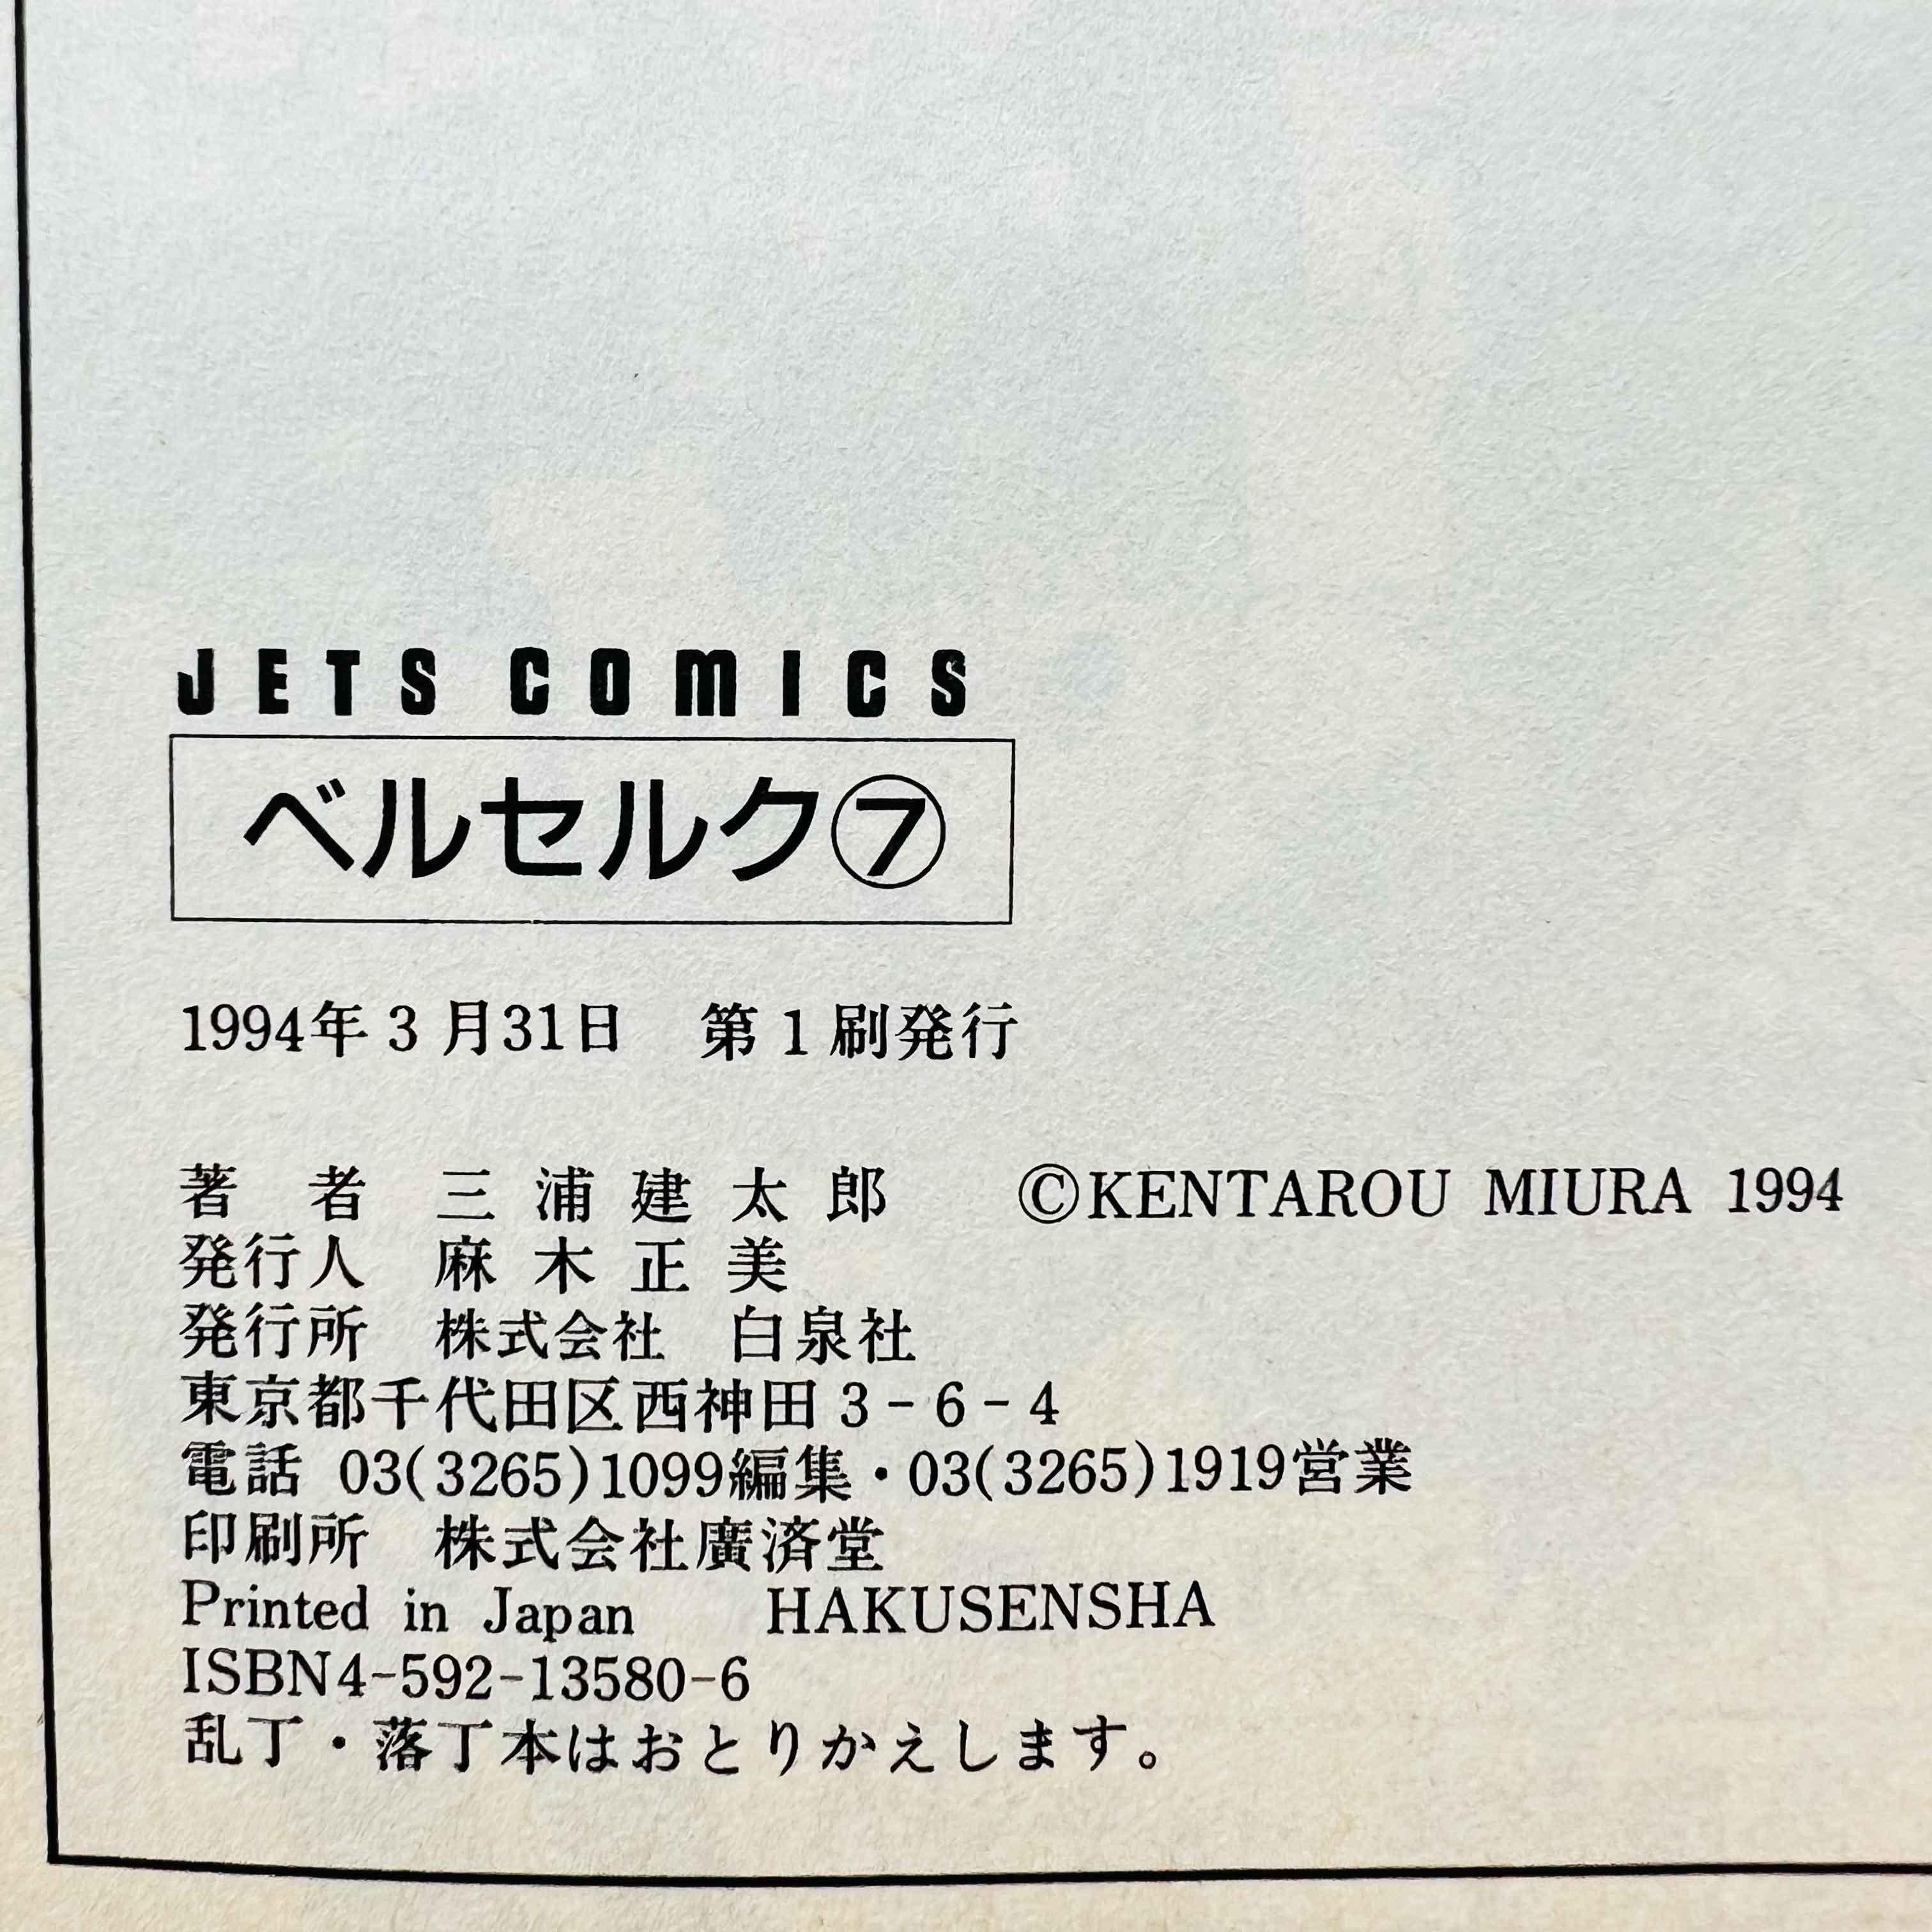 JETS COMICS
ベルセルク⑦
1994年3月31日　第1刷発行
著　者　三浦建太郎　©KENTAROU MIURA 1994
発行人　麻木正美
発行所　株式会社　白泉社
東京都千代田区西神田3-6-4
電話 03(3265)1099編集・03(3265)1919営業
印刷所　株式会社廣済堂
Printed in Japan　HAKUSENSHA
ISBN4-592-13580-6
乱丁・落丁本はおとりかえします。